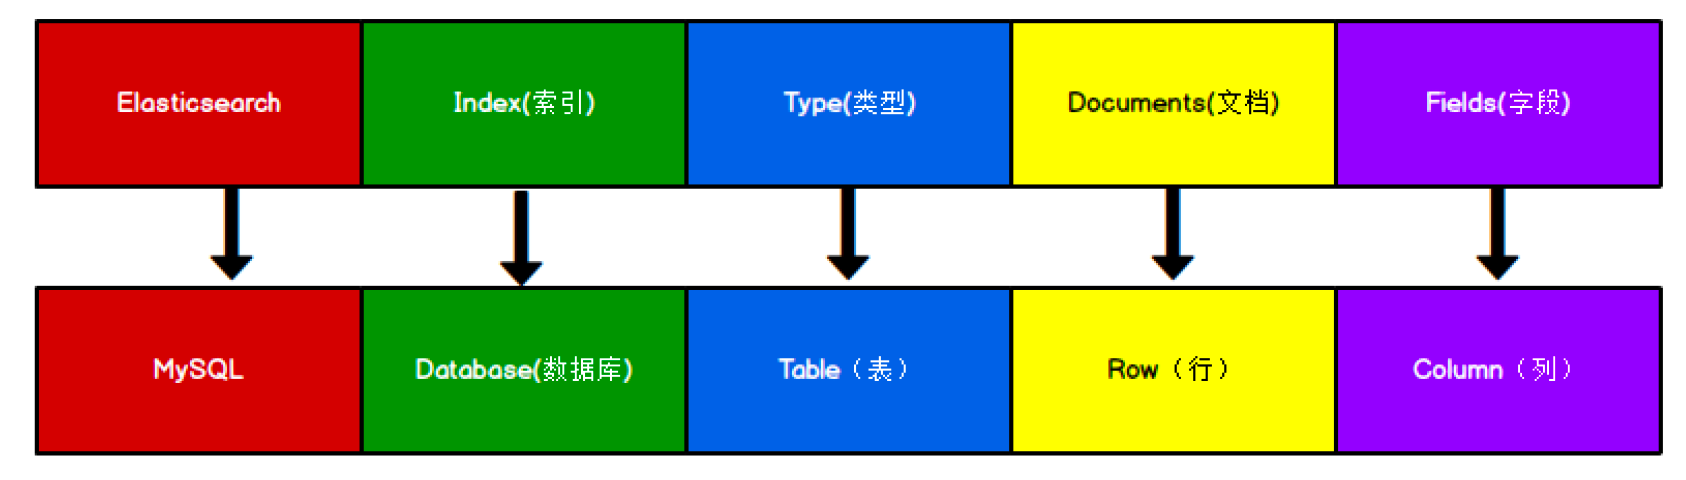 Elasticsearch
Index(索引)
Type(类型)
Documents(文档)
Fields(字段)
MySQL
Database(数据库)
Table（表）
Row（行）
Column（列）